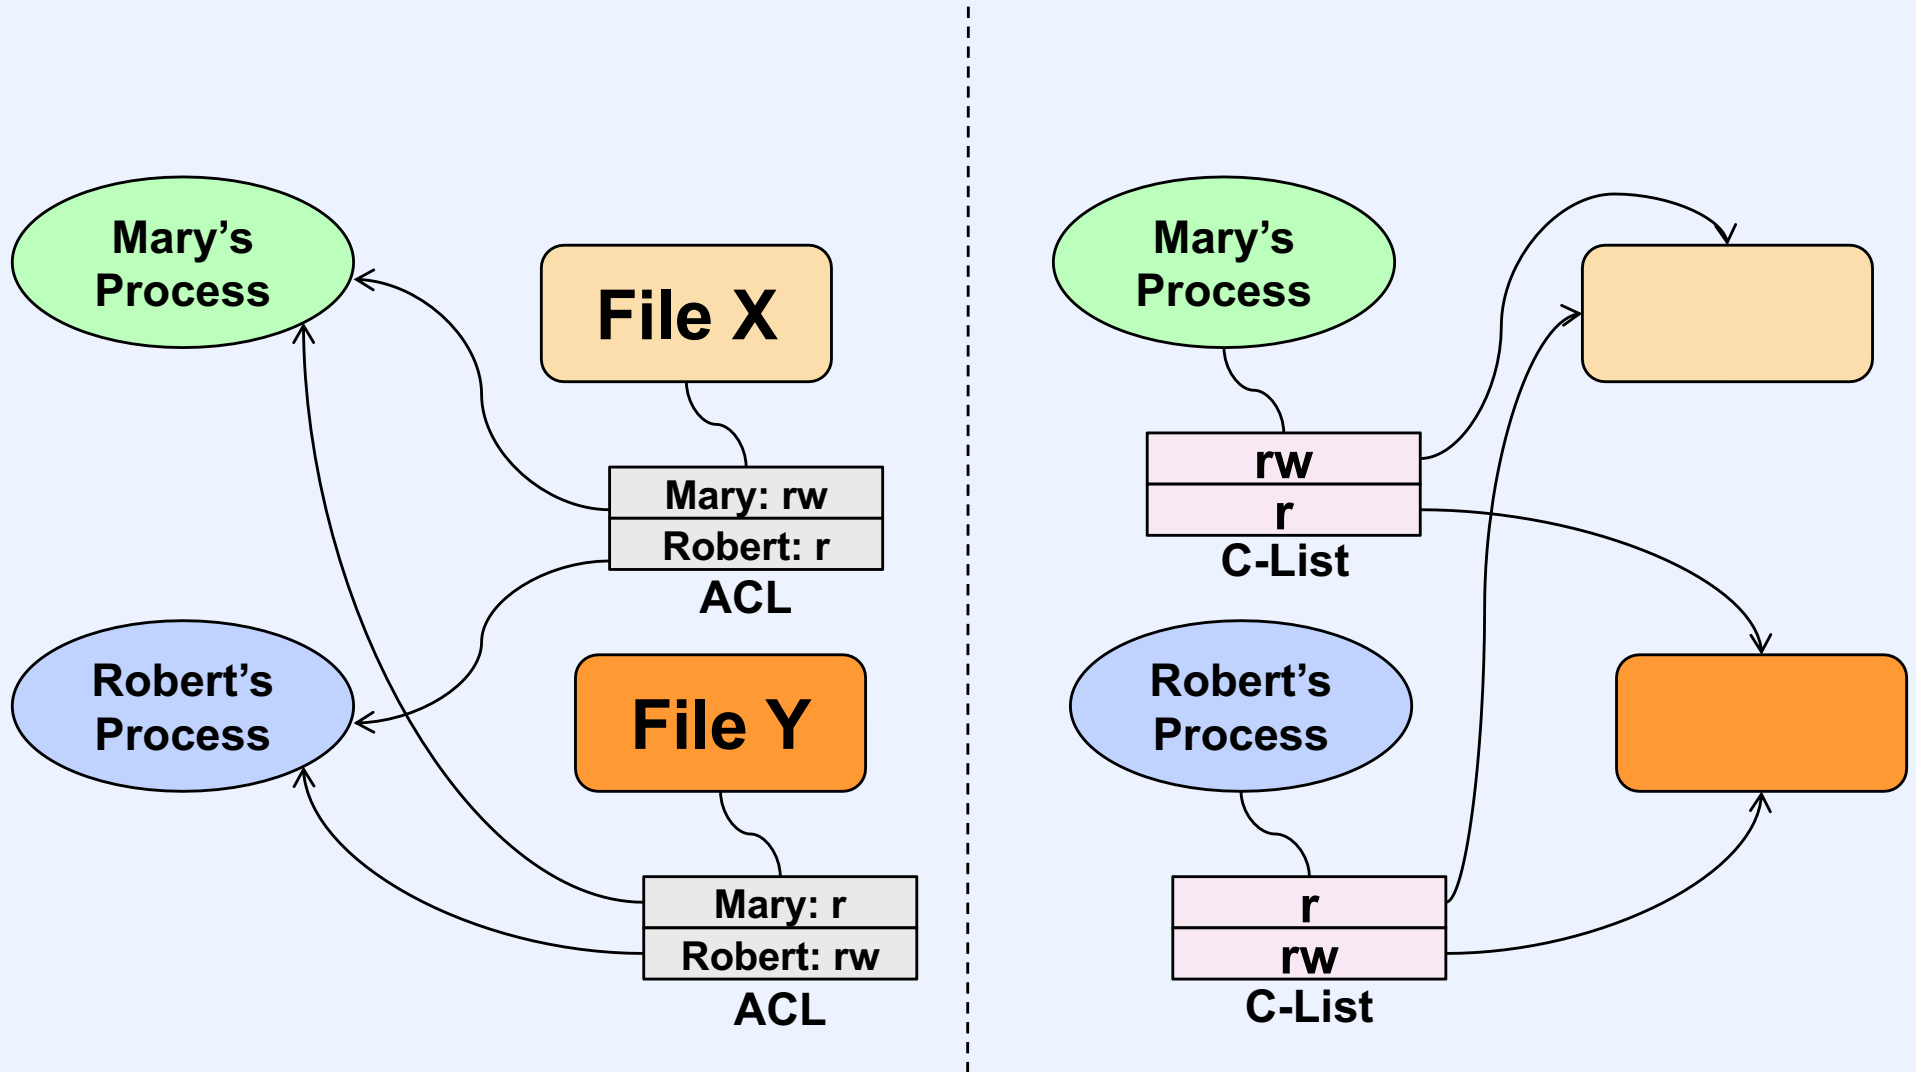 Mary’s
Process
File X
Mary: rw
Robert: r
ACL
Robert’s
Process
File Y
Mary: r
Robert: rw
ACL
Mary’s
Process
rw
r
C-List
Robert’s
Process
r
rw
C-List